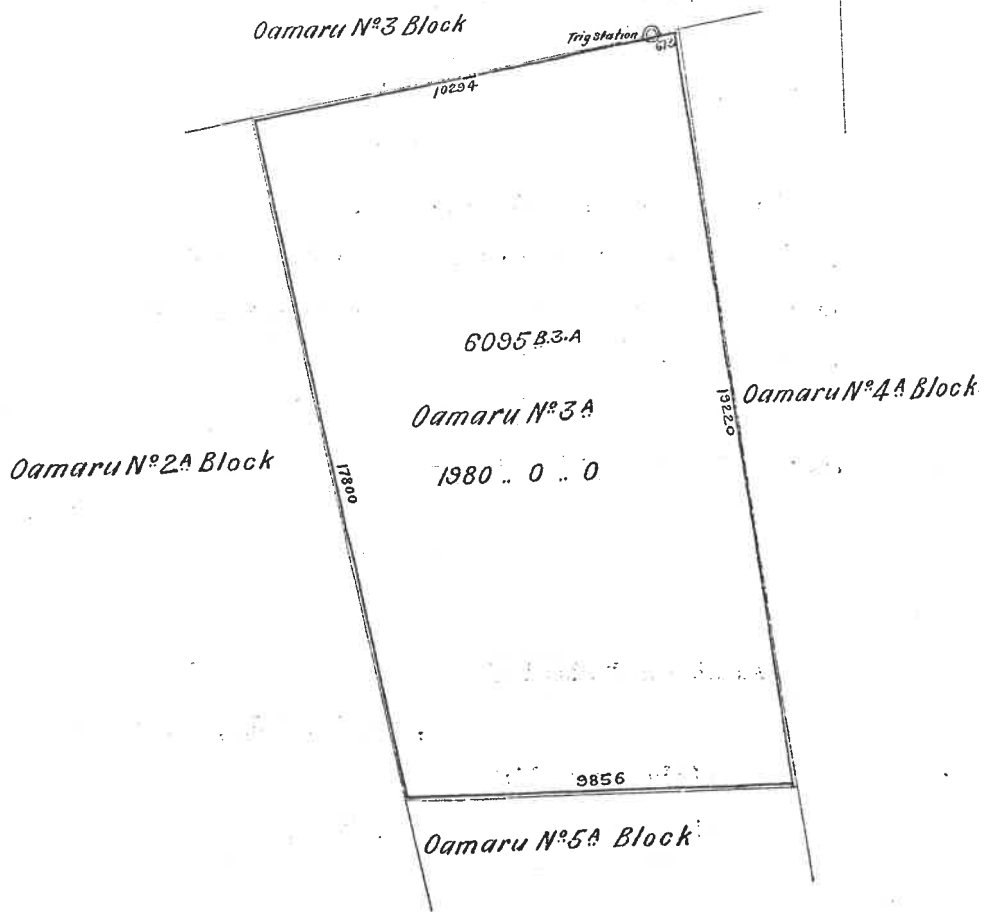 Oamaru Nº3 Block
Trig Station
10294
6095 B.3.A
Oamaru Nº3A
1980 .. 0 .. 0
Oamaru Nº2A Block
17800
19220
Oamaru Nº4A Block
9856
Oamaru Nº5A Block